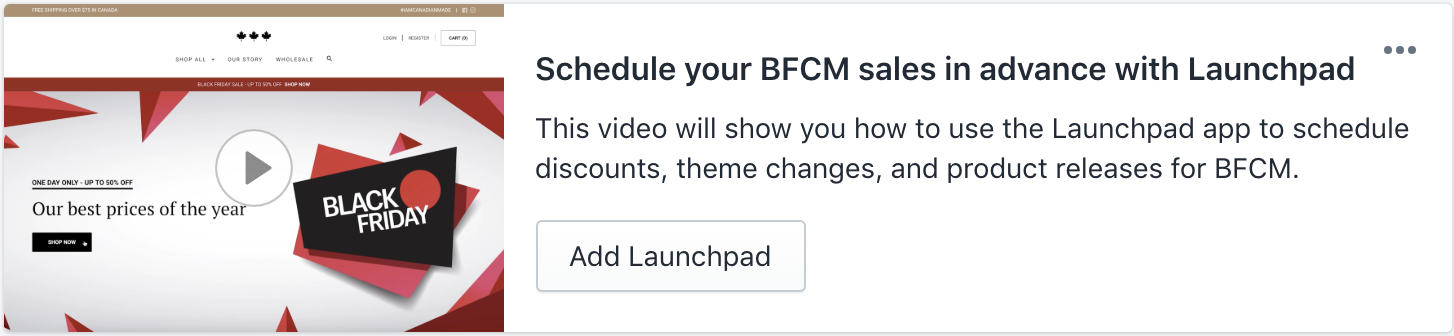 FREE SHIPPING OVER $75 IN CANADA
#IAMCANADIANMADE
LOGIN | REGISTER | CART (0)
SHOP ALL OUR STORY WHOLESALE
BLACK FRIDAY SALE - UP TO 50% OFF SHOP NOW
ONE DAY ONLY - UP TO 50% OFF
Our best prices of the year
SHOP NOW
BLACK
FRIDAY
Schedule your BFCM sales in advance with Launchpad
This video will show you how to use the Launchpad app to schedule
discounts, theme changes, and product releases for BFCM.
Add Launchpad